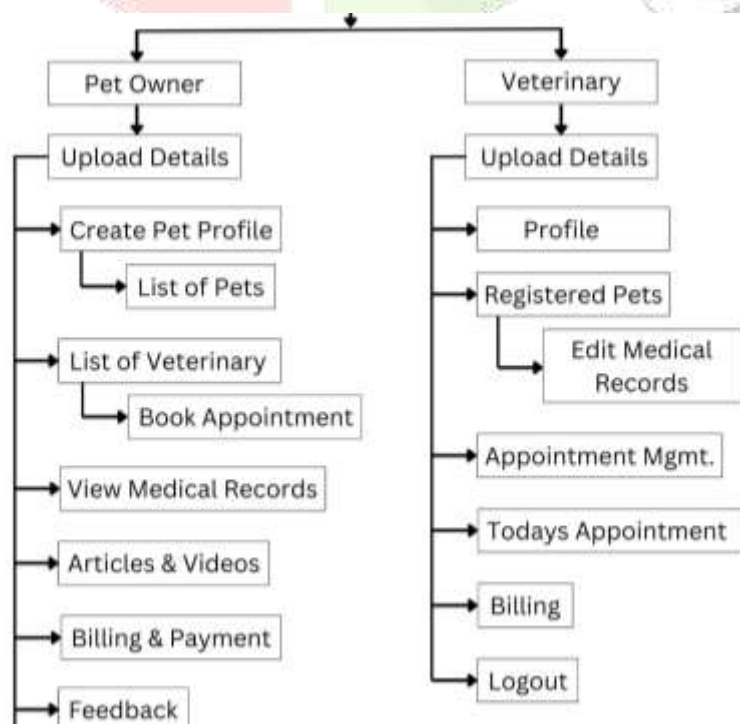 Pet Owner
Upload Details
Create Pet Profile
List of Pets
List of Veterinary
Book Appointment
View Medical Records
Articles & Videos
Billing & Payment
Feedback
Veterinary
Upload Details
Profile
Registered Pets
Edit Medical
Records
Appointment Mgmt.
Todays Appointment
Billing
Logout